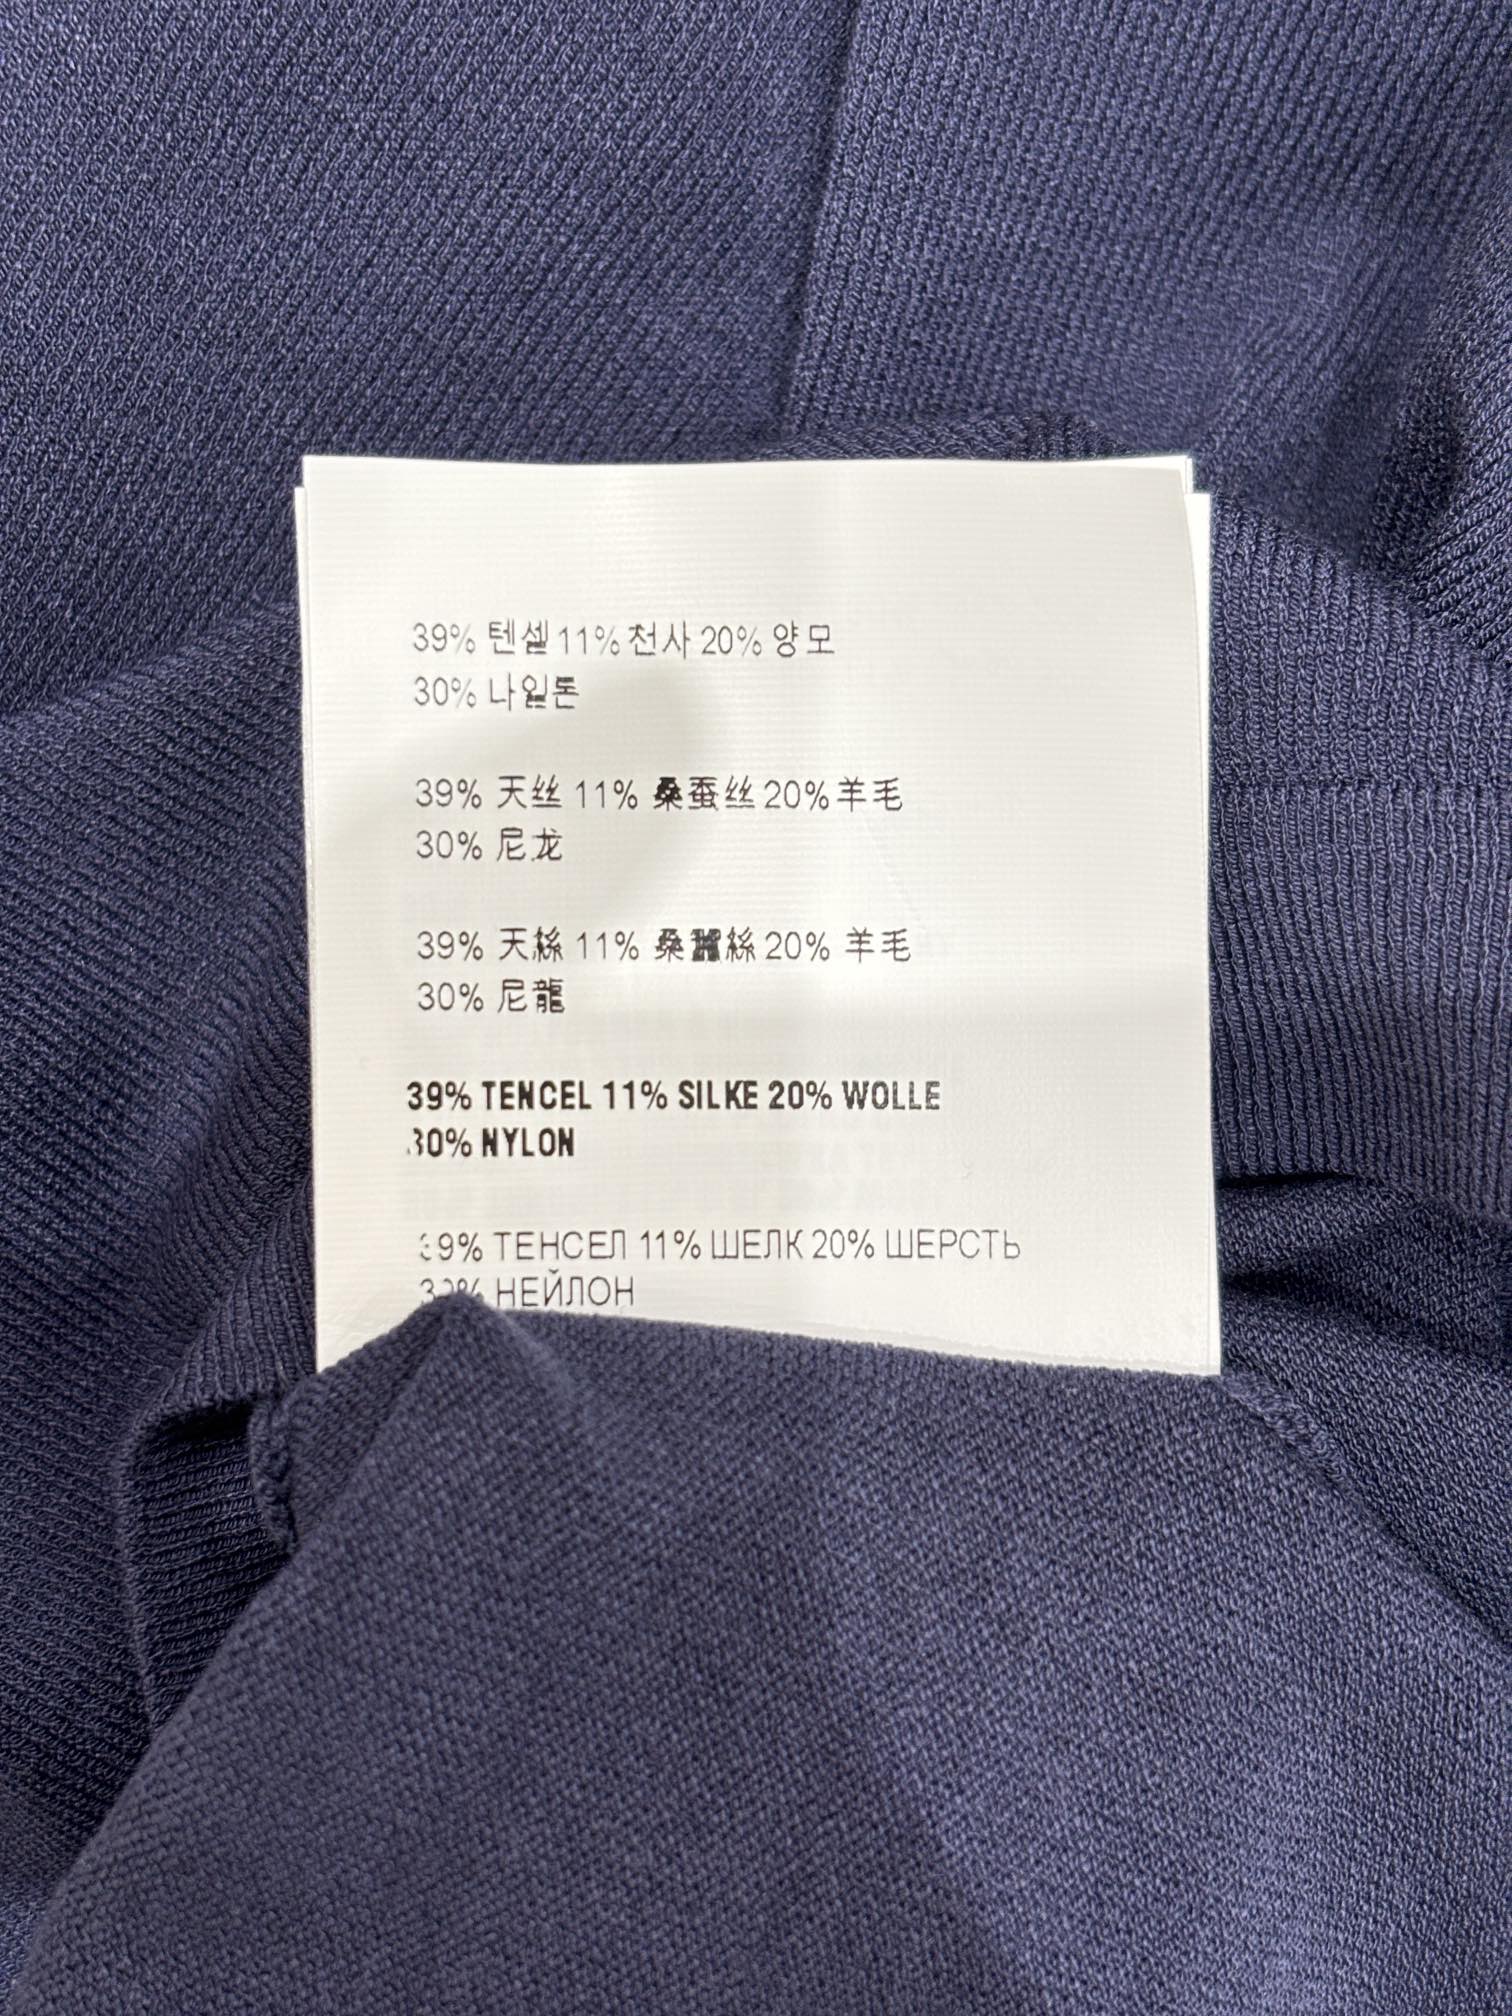 39% 텐셀 11% 천사 20% 양모
30% 나일론
39% 天丝 11% 桑蚕丝 20% 羊毛
30% 尼龙
39% 天絲 11% 桑蠶絲 20% 羊毛
30% 尼龍
39% TENCEL 11% SILKE 20% WOLLE
30% NYLON
39% ТЕНСЕЛ 11% ШЕЛК 20% ШЕРСТЬ
30% НЕЙЛОН